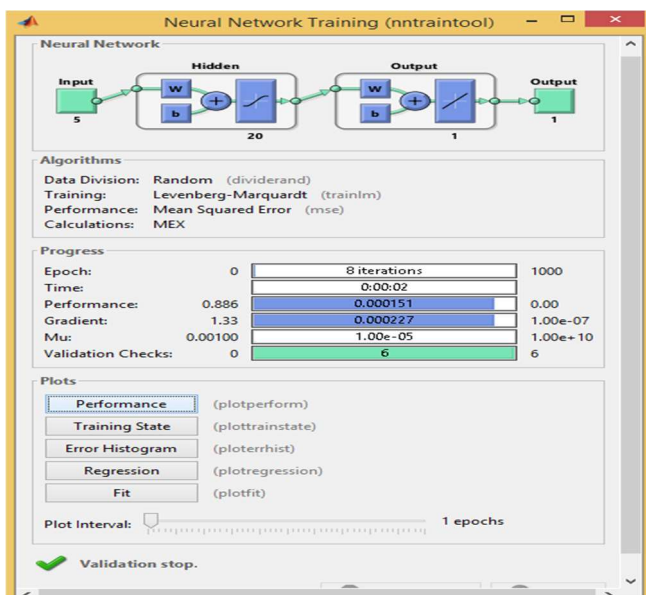 Neural Network Training (nntraintool)
Neural Network
Hidden Output
Input Output
W W
b b
+ +
5 20 1 1
Algorithms
Data Division: Random (dividerand)
Training: Levenberg-Marquardt (trainlm)
Performance: Mean Squared Error (mse)
Calculations: MEX
Progress
Epoch: 0 8 iterations 1000
Time: 0:00:02
Performance: 0.886 0.000151 0.00
Gradient: 1.33 0.000227 1.00e-07
Mu: 0.00100 1.00e-05 1.00e+10
Validation Checks: 0 6 6
Plots
Performance (plotperform)
Training State (plottrainstate)
Error Histogram (ploterrhist)
Regression (plotregression)
Fit (plotfit)
Plot Interval: 1 epochs
Validation stop.